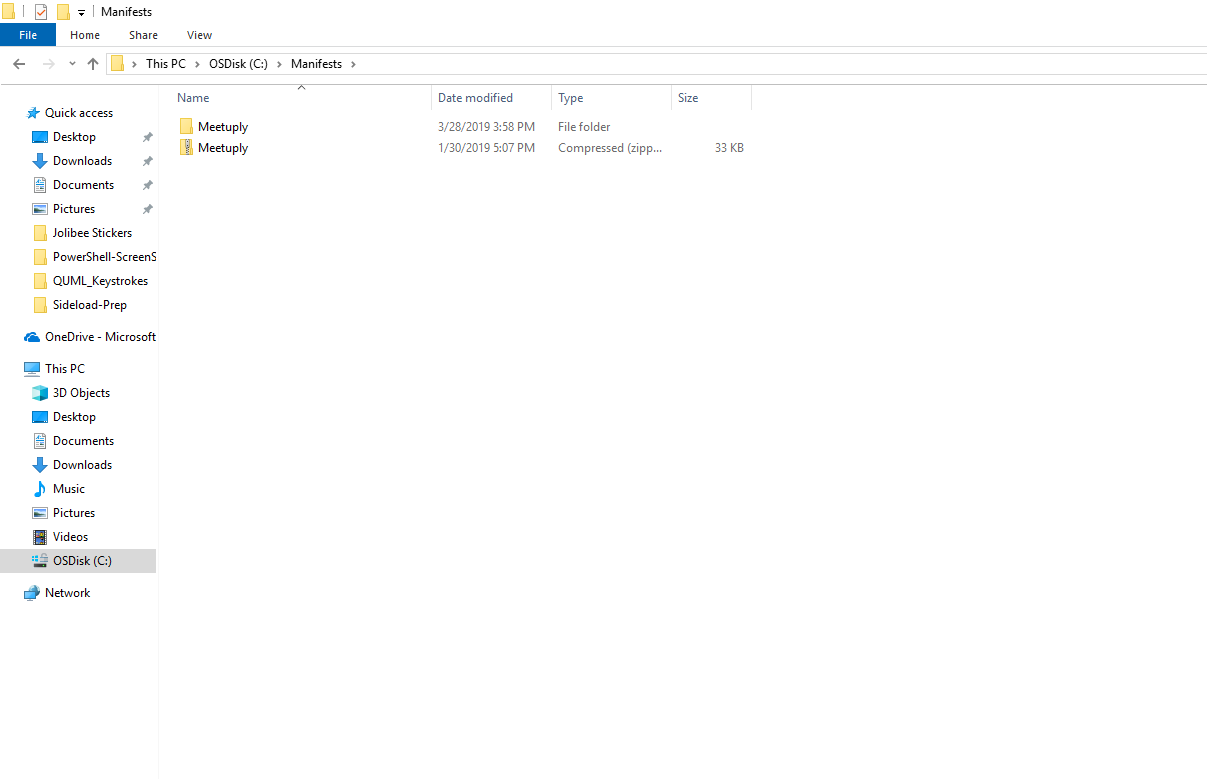 Manifests
File Home Share View
This PC OSDisk (C:) Manifests
Name Date modified Type Size
Meetuply 3/28/2019 3:58 PM File folder
Meetuply 1/30/2019 5:07 PM Compressed (zipp... 33 KB
Quick access
Desktop
Downloads
Documents
Pictures
Jolibee Stickers
PowerShell-ScreenS
QUML_Keystrokes
Sideload-Prep
OneDrive - Microsoft
This PC
3D Objects
Desktop
Documents
Downloads
Music
Pictures
Videos
OSDisk (C:)
Network